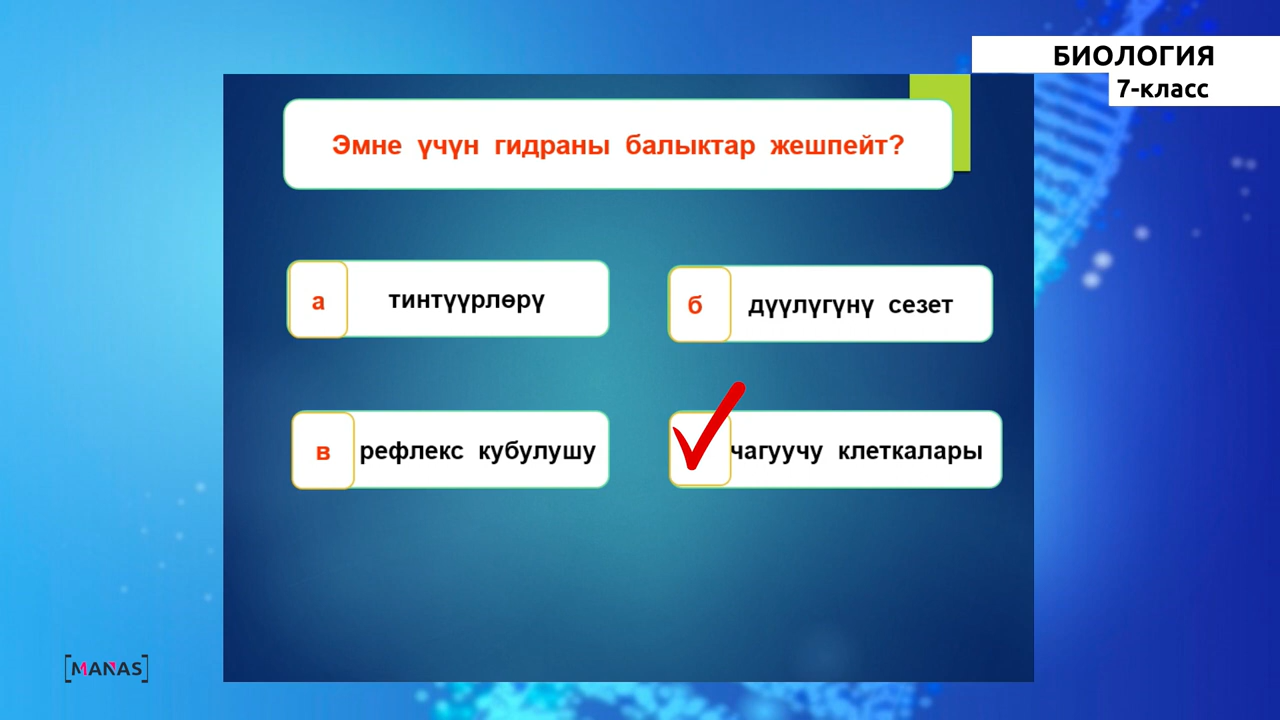 БИОЛОГИЯ
7-класс
Эмне үчүн гидраны балыктар жешпейт?
а тинтүүрлөрү
б дүүлүгүнү сезет
в рефлекс кубулушу
чагуучу клеткалары
[MANAS]